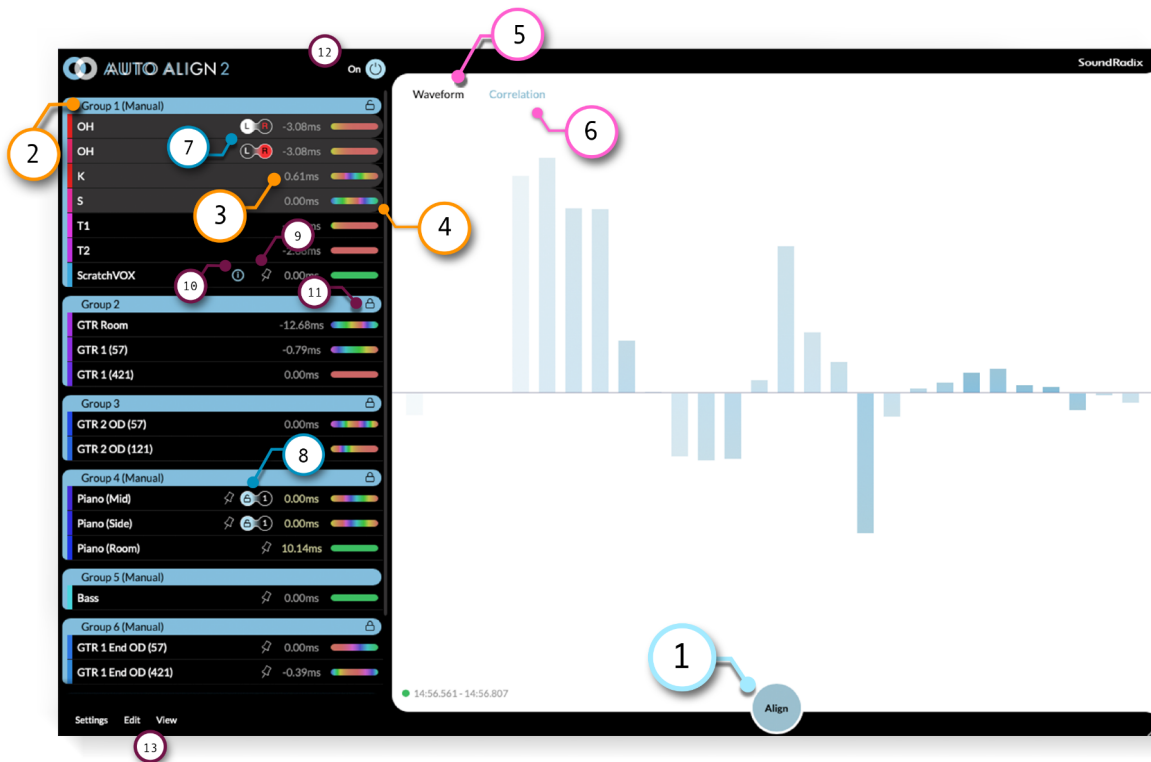 5
12
AUTO ALIGN 2
On
SoundRadix
Waveform
Correlation
Group 1 (Manual)
2
6
OH
L
R
-3.08ms
7
OH
L
R
-3.08ms
K
0.61ms
3
S
0.00ms
4
T1
9
T2
ScratchVOX
0.00ms
10
11
Group 2
GTR Room
-12.68ms
GTR 1 (57)
-0.79ms
GTR 1 (421)
0.00ms
Group 3
GTR 2 OD (57)
0.00ms
GTR 2 OD (121)
8
Group 4 (Manual)
Piano (Mid)
1
0.00ms
Piano (Side)
1
0.00ms
Piano (Room)
10.14ms
Group 5 (Manual)
Bass
0.00ms
Group 6 (Manual)
GTR 1 End OD (57)
0.00ms
1
GTR 1 End OD (421)
-0.39ms
14:56.561 - 14:56.807
Align
Settings
Edit
View
13